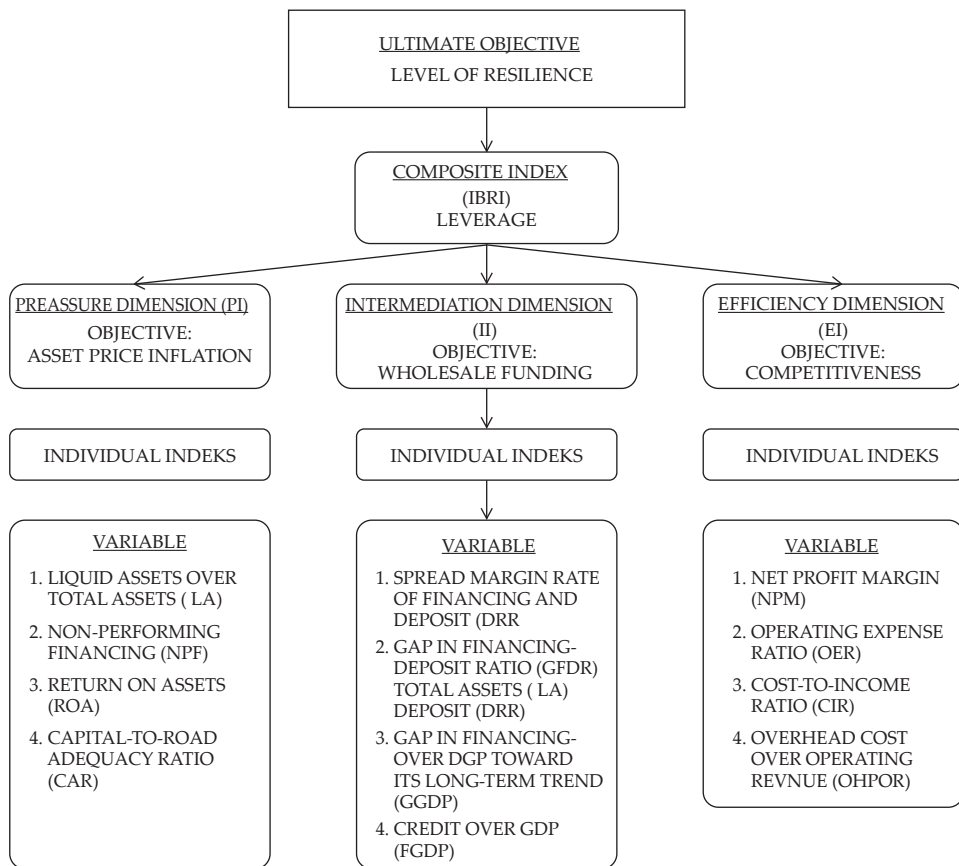 ULTIMATE OBJECTIVE
LEVEL OF RESILIENCE
COMPOSITE INDEX
(IBRI)
LEVERAGE
PREASSURE DIMENSION (PI)
OBJECTIVE:
ASSET PRICE INFLATION
INTERMEDIATION DIMENSION
(II)
OBJECTIVE:
WHOLESALE FUNDING
EFFICIENCY DIMENSION
(EI)
OBJECTIVE:
COMPETITIVENESS
INDIVIDUAL INDEKS
INDIVIDUAL INDEKS
INDIVIDUAL INDEKS
VARIABLE
1. LIQUID ASSETS OVER
TOTAL ASSETS ( LA)
2. NON-PERFORMING
FINANCING (NPF)
3. RETURN ON ASSETS
(ROA)
4. CAPITAL-TO-ROAD
ADEQUACY RATIO
(CAR)
VARIABLE
1. SPREAD MARGIN RATE
OF FINANCING AND
DEPOSIT (DRR
2. GAP IN FINANCING-
DEPOSIT RATIO (GFDR)
TOTAL ASSETS ( LA)
DEPOSIT (DRR)
3. GAP IN FINANCING-
OVER DGP TOWARD
ITS LONG-TERM TREND
(GGDP)
4. CREDIT OVER GDP
(FGDP)
VARIABLE
1. NET PROFIT MARGIN
(NPM)
2. OPERATING EXPENSE
RATIO (OER)
3. COST-TO-INCOME
RATIO (CIR)
4. OVERHEAD COST
OVER OPERATING
REVNUE (OHPOR)